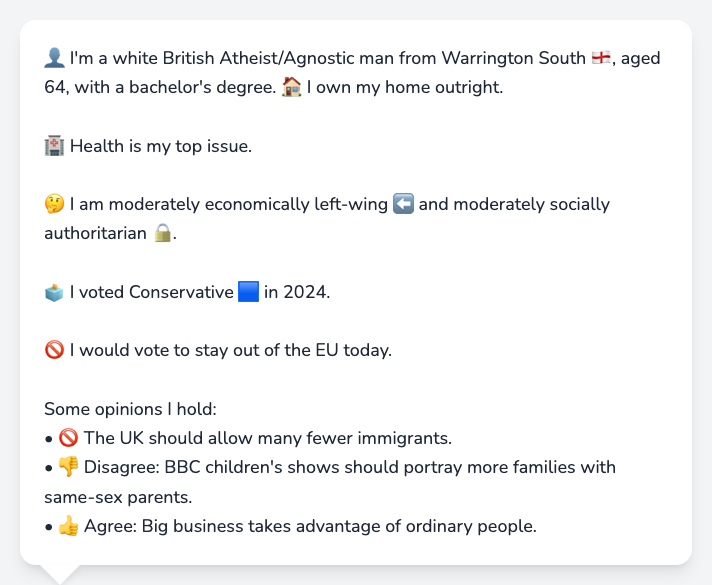 👤 I'm a white British Atheist/Agnostic man from Warrington South 🏴󠁧󠁢󠁥󠁮󠁧󠁿, aged
64, with a bachelor's degree. 🏠 I own my home outright.
🏥 Health is my top issue.
🤔 I am moderately economically left-wing ⬅️ and moderately socially
authoritarian 🔒.
🗳️ I voted Conservative 🟦 in 2024.
🚫 I would vote to stay out of the EU today.
Some opinions I hold:
• 🚫 The UK should allow many fewer immigrants.
• 👎 Disagree: BBC children's shows should portray more families with
same-sex parents.
• 👍 Agree: Big business takes advantage of ordinary people.